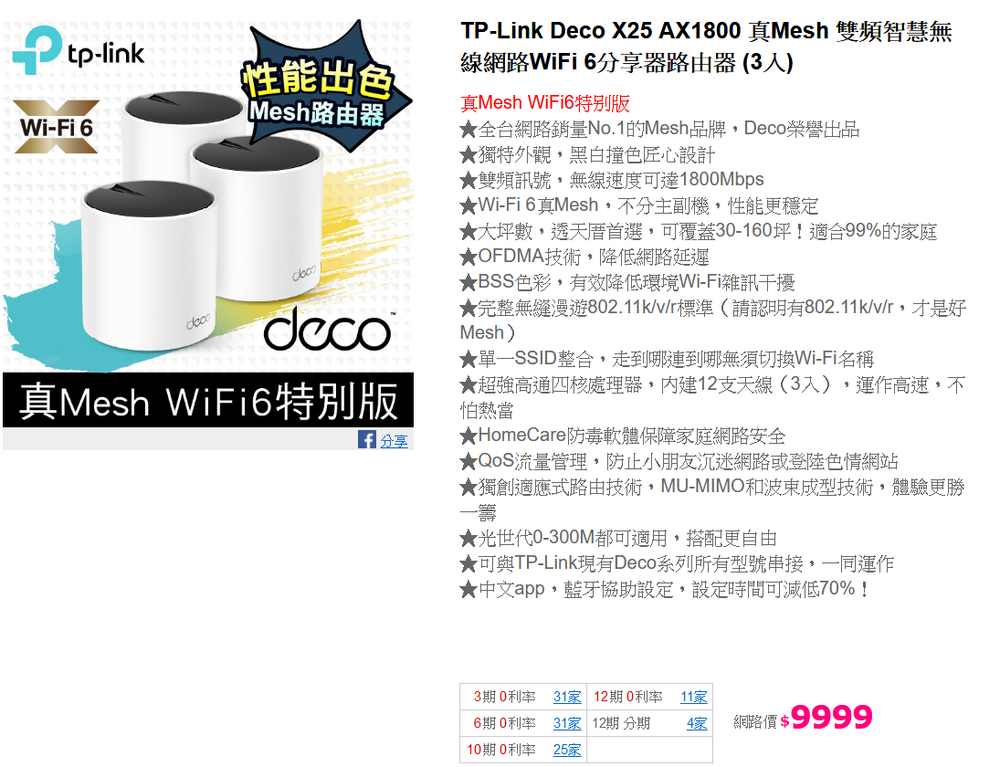 tp-link
Wi-Fi 6
性能出色
Mesh路由器
deco
deco
deco™
真Mesh WiFi6特別版
分享
TP-Link Deco X25 AX1800 真Mesh 雙頻智慧無
線網路WiFi 6分享器路由器 (3入)
真Mesh WiFi6特別版
★全台網路銷量No.1的Mesh品牌，Deco榮譽出品
★獨特外觀，黑白撞色匠心設計
★雙頻訊號，無線速度可達1800Mbps
★Wi-Fi 6真Mesh，不分主副機，性能更穩定
★大坪數，透天厝首選，可覆蓋30-160坪！適合99%的家庭
★OFDMA技術，降低網路延遲
★BSS色彩，有效降低環境Wi-Fi雜訊干擾
★完整無縫漫遊802.11k/v/r標準（請認明有802.11k/v/r，才是好
Mesh）
★單一SSID整合，走到哪連到哪無須切換Wi-Fi名稱
★超強高通四核處理器，內建12支天線（3入），運作高速，不
怕熱當
★HomeCare防毒軟體保障家庭網路安全
★QoS流量管理，防止小朋友沉迷網路或登陸色情網站
★獨創適應式路由技術，MU-MIMO和波束成型技術，體驗更勝
一籌
★光世代0-300M都可適用，搭配更自由
★可與TP-Link現有Deco系列所有型號串接，一同運作
★中文app，藍牙協助設定，設定時間可減低70%！
3期 0利率 31家 12期 0利率 11家
6期 0利率 31家 12期 分期 4家
10期 0利率 25家
網路價 $9999